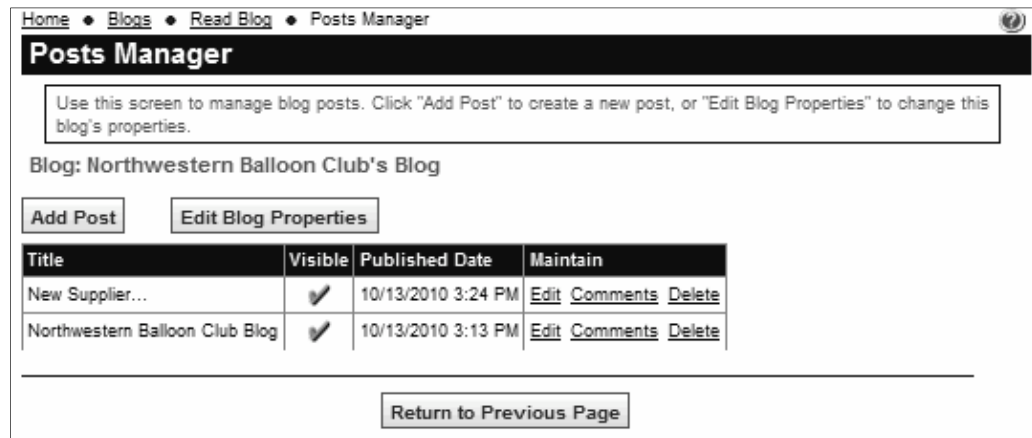 Home ● Blogs ● Read Blog ● Posts Manager
Posts Manager
Use this screen to manage blog posts. Click "Add Post" to create a new post, or "Edit Blog Properties" to change this
blog's properties.
Blog: Northwestern Balloon Club's Blog
Add Post Edit Blog Properties
Title Visible Published Date Maintain
New Supplier... 10/13/2010 3:24 PM Edit Comments Delete
Northwestern Balloon Club Blog 10/13/2010 3:13 PM Edit Comments Delete
Return to Previous Page